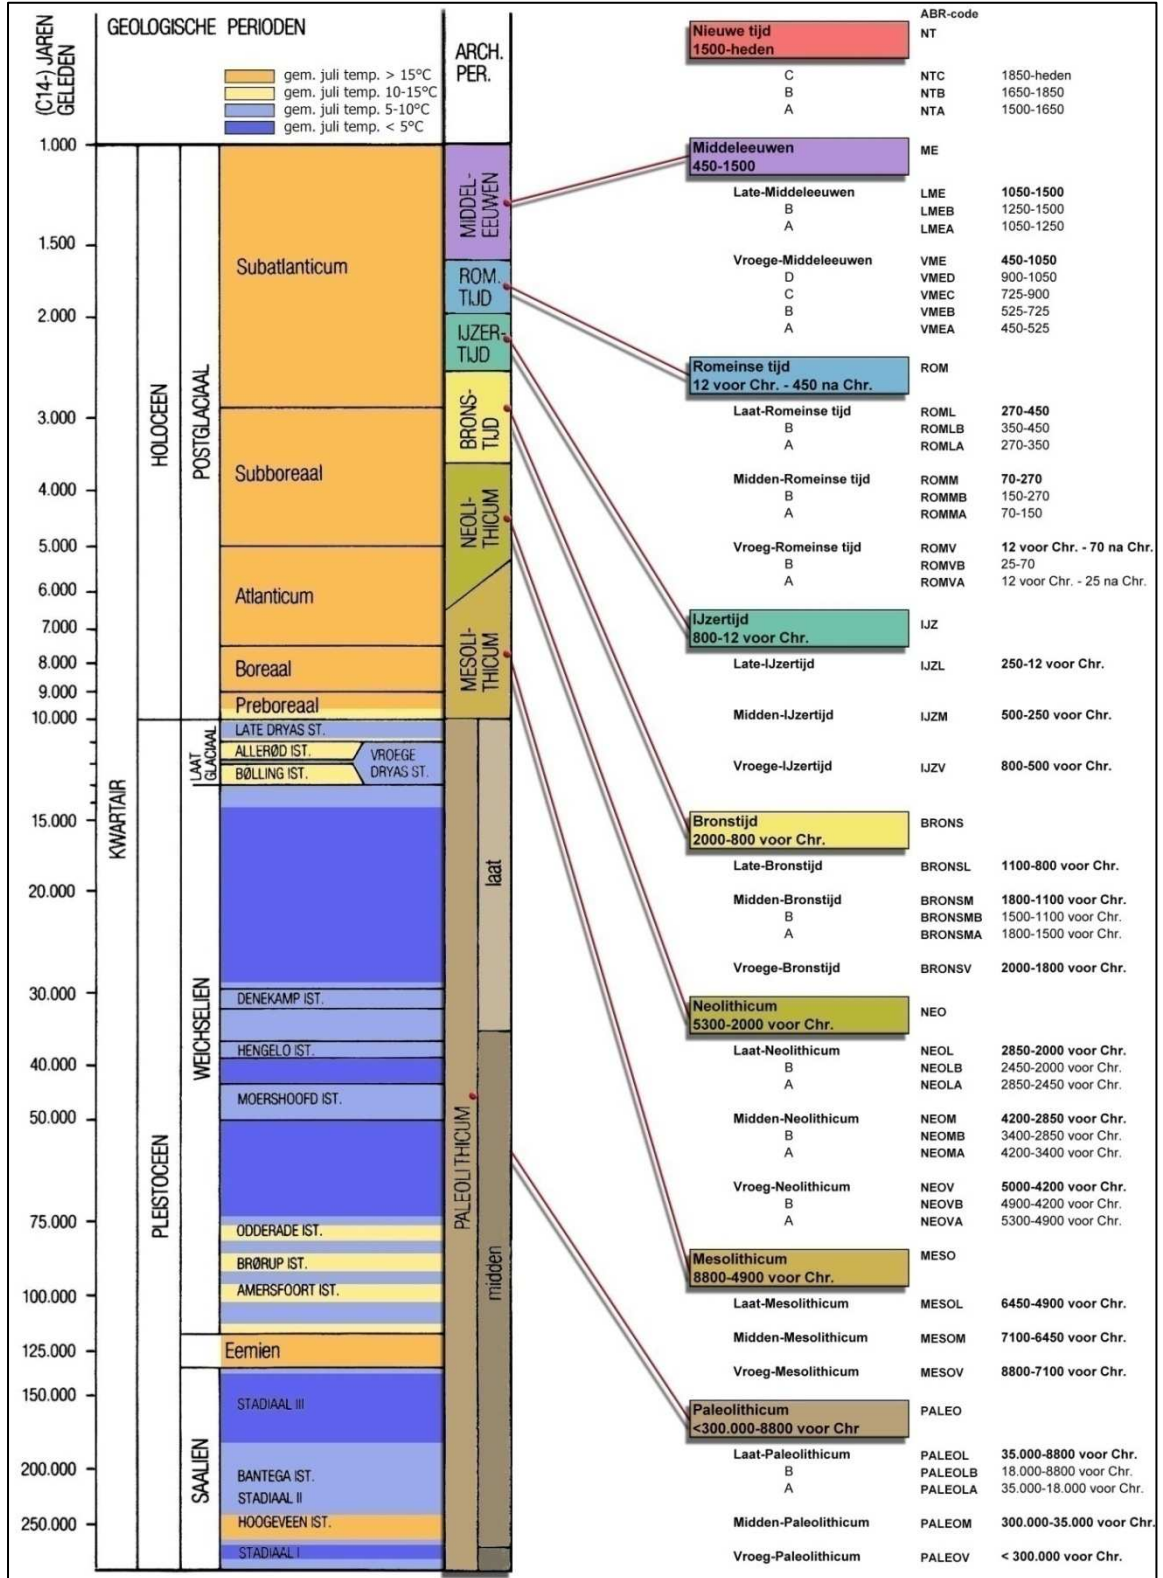 (C14-) JAREN
GELEDEN
GEOLOGISCHE PERIODEN
gem. juli temp. > 15°C
gem. juli temp. 10-15°C
gem. juli temp. 5-10°C
gem. juli temp. < 5°C
ARCH.
PER.
1.000
1.500
2.000
3.000
4.000
5.000
6.000
7.000
8.000
9.000
10.000
15.000
20.000
30.000
40.000
50.000
75.000
100.000
125.000
150.000
200.000
250.000
KWARTAIR
HOLOCEEN
PLEISTOCEEN
POSTGLACIAAL
LAAT
GLACIAAL
WEICHSELIEN
SAALIEN
Subatlanticum
Subboreaal
Atlanticum
Boreaal
Preboreaal
LATE DRYAS ST.
ALLERØD IST.
VROEGE
DRYAS ST.
BØLLING IST.
DENEKAMP IST.
HENGELO IST.
MOERSHOOFD IST.
ODDERADE IST.
BRØRUP IST.
AMERSFOORT IST.
Eemien
STADIAAL III
BANTEGA IST.
STADIAAL II
HOOGEVEEN IST.
STADIAAL I
MIDDEL-
EEUWEN
ROM.
TIJD
IJZER-
TIJD
BRONS-
TIJD
NEOLI-
THICUM
MESOLI-
THICUM
PALEOLITHICUM
laat
midden
ABR-code
Nieuwe tijd NT
1500-heden
C NTC 1850-heden
B NTB 1650-1850
A NTA 1500-1650
Middeleeuwen ME
450-1500
Late-Middeleeuwen LME 1050-1500
B LMEB 1250-1500
A LMEA 1050-1250
Vroege-Middeleeuwen VME 450-1050
D VMED 900-1050
C VMEC 725-900
B VMEB 525-725
A VMEA 450-525
Romeinse tijd ROM
12 voor Chr. - 450 na Chr.
Laat-Romeinse tijd ROML 270-450
B ROMLB 350-450
A ROMLA 270-350
Midden-Romeinse tijd ROMM 70-270
B ROMMB 150-270
A ROMMA 70-150
Vroeg-Romeinse tijd ROMV 12 voor Chr. - 70 na Chr.
B ROMVB 25-70
A ROMVA 12 voor Chr. - 25 na Chr.
IJzertijd IJZ
800-12 voor Chr.
Late-IJzertijd IJZL 250-12 voor Chr.
Midden-IJzertijd IJZM 500-250 voor Chr.
Vroege-IJzertijd IJZV 800-500 voor Chr.
Bronstijd BRONS
2000-800 voor Chr.
Late-Bronstijd BRONSL 1100-800 voor Chr.
Midden-Bronstijd BRONSM 1800-1100 voor Chr.
B BRONSMB 1500-1100 voor Chr.
A BRONSMA 1800-1500 voor Chr.
Vroege-Bronstijd BRONSV 2000-1800 voor Chr.
Neolithicum NEO
5300-2000 voor Chr.
Laat-Neolithicum NEOL 2850-2000 voor Chr.
B NEOLB 2450-2000 voor Chr.
A NEOLA 2850-2450 voor Chr.
Midden-Neolithicum NEOM 4200-2850 voor Chr.
B NEOMB 3400-2850 voor Chr.
A NEOMA 4200-3400 voor Chr.
Vroeg-Neolithicum NEOV 5000-4200 voor Chr.
B NEOVB 4900-4200 voor Chr.
A NEOVA 5300-4900 voor Chr.
Mesolithicum MESO
8800-4900 voor Chr.
Laat-Mesolithicum MESOL 6450-4900 voor Chr.
Midden-Mesolithicum MESOM 7100-6450 voor Chr.
Vroeg-Mesolithicum MESOV 8800-7100 voor Chr.
Paleolithicum PALEO
<300.000-8800 voor Chr
Laat-Paleolithicum PALEOL 35.000-8800 voor Chr.
B PALEOLB 18.000-8800 voor Chr.
A PALEOLA 35.000-18.000 voor Chr.
Midden-Paleolithicum PALEOM 300.000-35.000 voor Chr.
Vroeg-Paleolithicum PALEOV < 300.000 voor Chr.